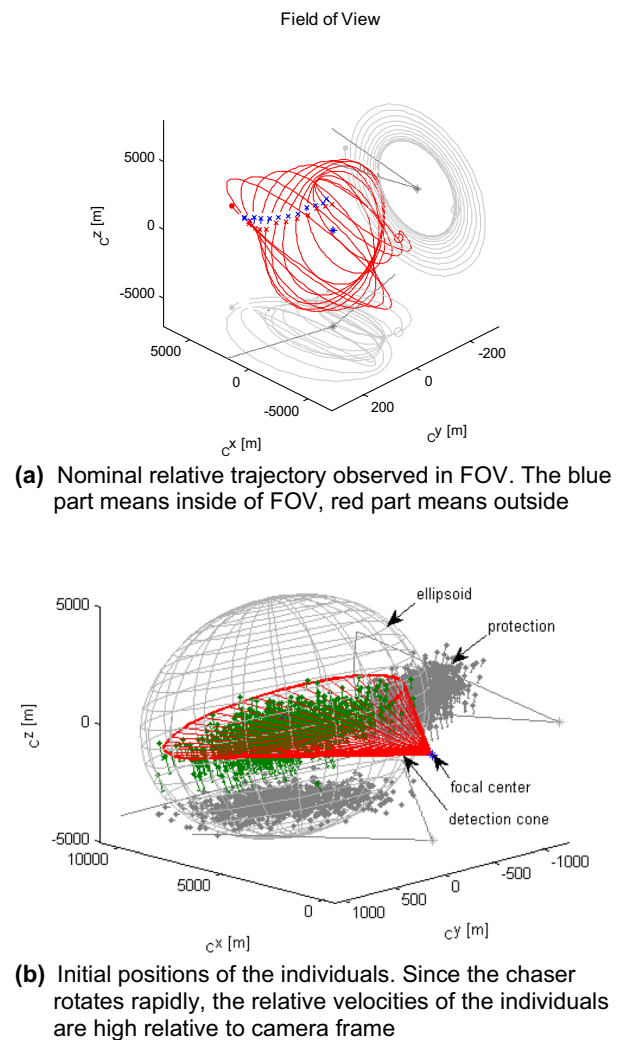 Field of View
5000
0
-5000
C z [m]
5000
0
-5000
C x [m]
200
0
-200
C y [m]
(a) Nominal relative trajectory observed in FOV. The blue
part means inside of FOV, red part means outside
5000
0
-5000
C z [m]
ellipsoid
protection
focal center
detection cone
10000
5000
0
C x [m]
1000
500
0
-500
-1000
C y [m]
(b) Initial positions of the individuals. Since the chaser
rotates rapidly, the relative velocities of the individuals
are high relative to camera frame